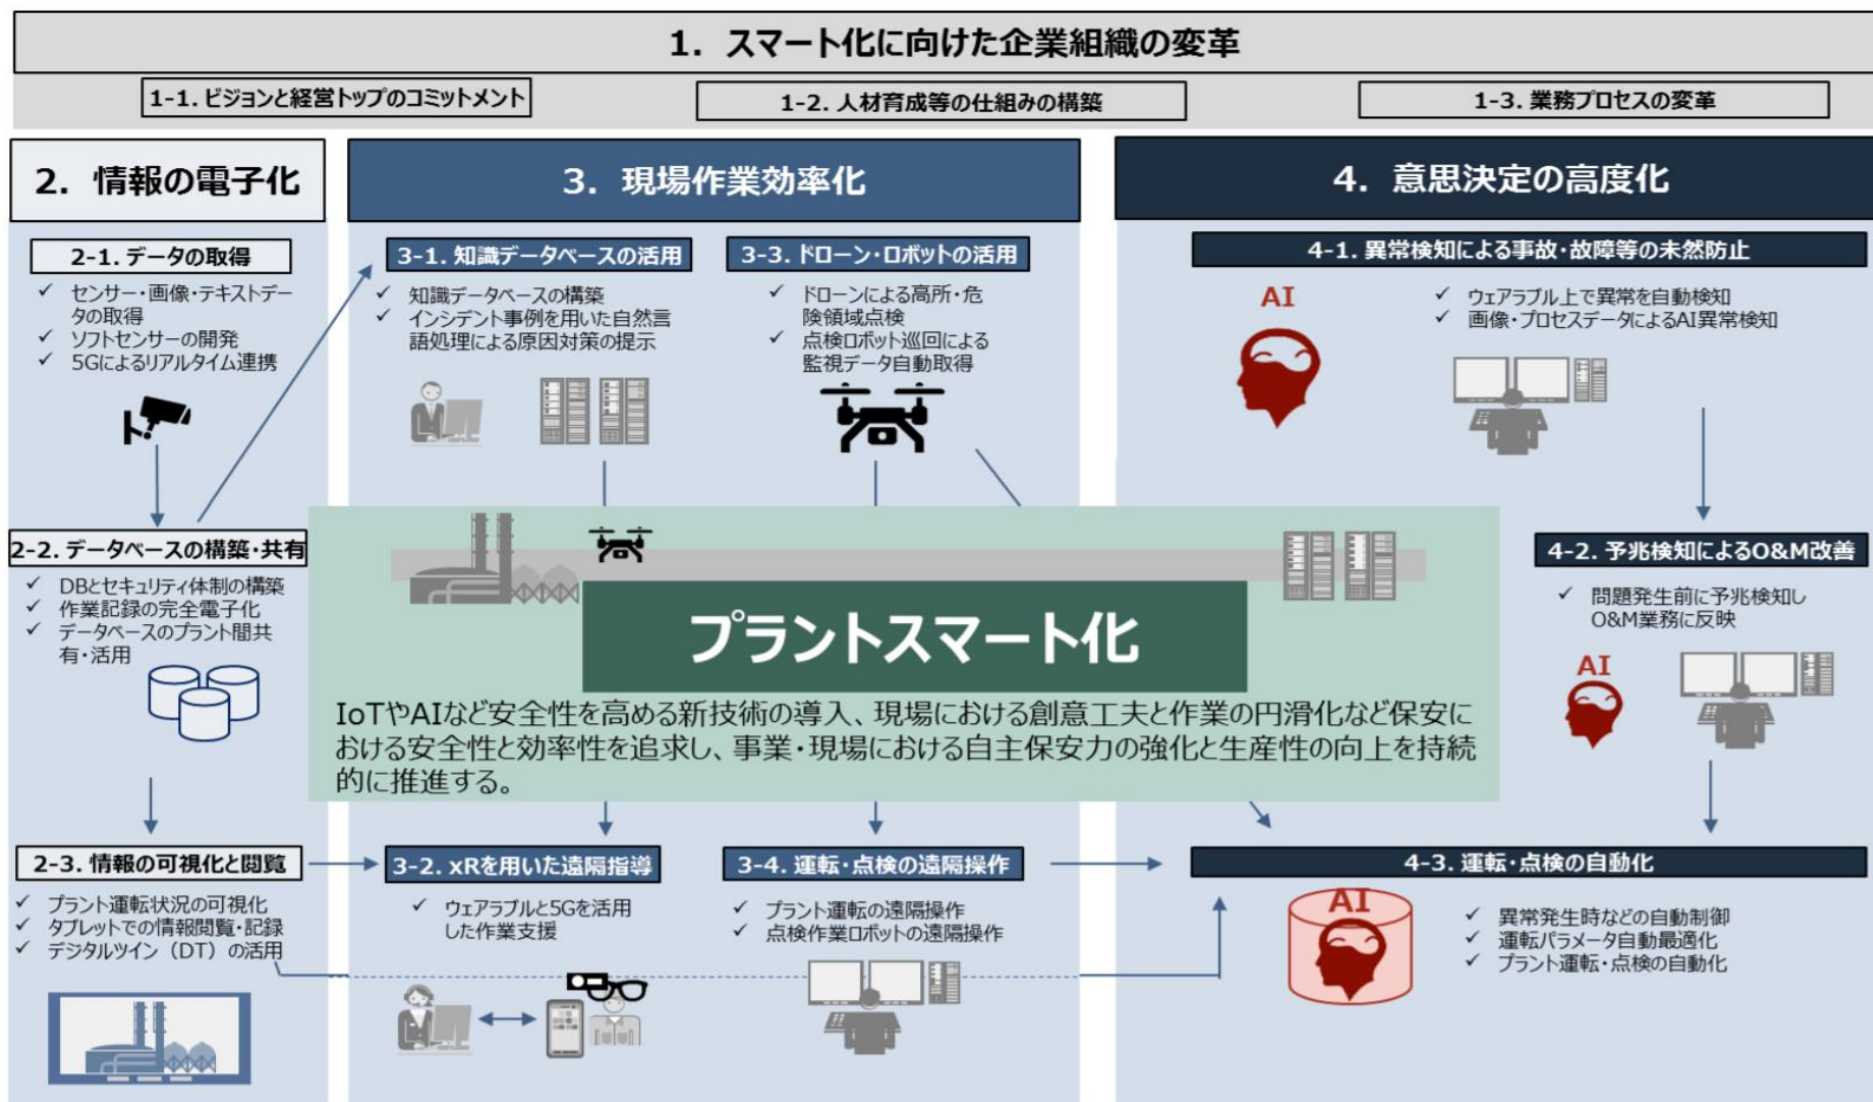 1. スマート化に向けた企業組織の変革
1-1. ビジョンと経営トップのコミットメント
1-2. 人材育成等の仕組みの構築
1-3. 業務プロセスの変革
2. 情報の電子化
2-1. データの取得
✓ センサー・画像・テキストデー
タの取得
✓ ソフトセンサーの開発
✓ 5Gによるリアルタイム連携
2-2. データベースの構築・共有
✓ DBとセキュリティ体制の構築
✓ 作業記録の完全電子化
✓ データベースのプラント間共
有・活用
2-3. 情報の可視化と閲覧
✓ プラント運転状況の可視化
✓ タブレットでの情報閲覧・記録
✓ デジタルツイン（DT）の活用
3. 現場作業効率化
3-1. 知識データベースの活用
✓ 知識データベースの構築
✓ インシデント事例を用いた自然言
語処理による原因対策の提示
3-3. ドローン・ロボットの活用
✓ ドローンによる高所・危
険領域点検
✓ 点検ロボット巡回による
監視データ自動取得
プラントスマート化
IoTやAIなど安全性を高める新技術の導入、現場における創意工夫と作業の円滑化など保安に
おける安全性と効率性を追求し、事業・現場における自主保安力の強化と生産性の向上を持続
的に推進する。
3-2. xRを用いた遠隔指導
✓ ウェアラブルと5Gを活用
した作業支援
3-4. 運転・点検の遠隔操作
✓ プラント運転の遠隔操作
✓ 点検作業ロボットの遠隔操作
4. 意思決定の高度化
4-1. 異常検知による事故・故障等の未然防止
AI
✓ ウェアラブル上で異常を自動検知
✓ 画像・プロセスデータによるAI異常検知
4-2. 予兆検知によるO&M改善
✓ 問題発生前に予兆検知し
O&M業務に反映
AI
4-3. 運転・点検の自動化
AI
✓ 異常発生時などの自動制御
✓ 運転パラメータ自動最適化
✓ プラント運転・点検の自動化